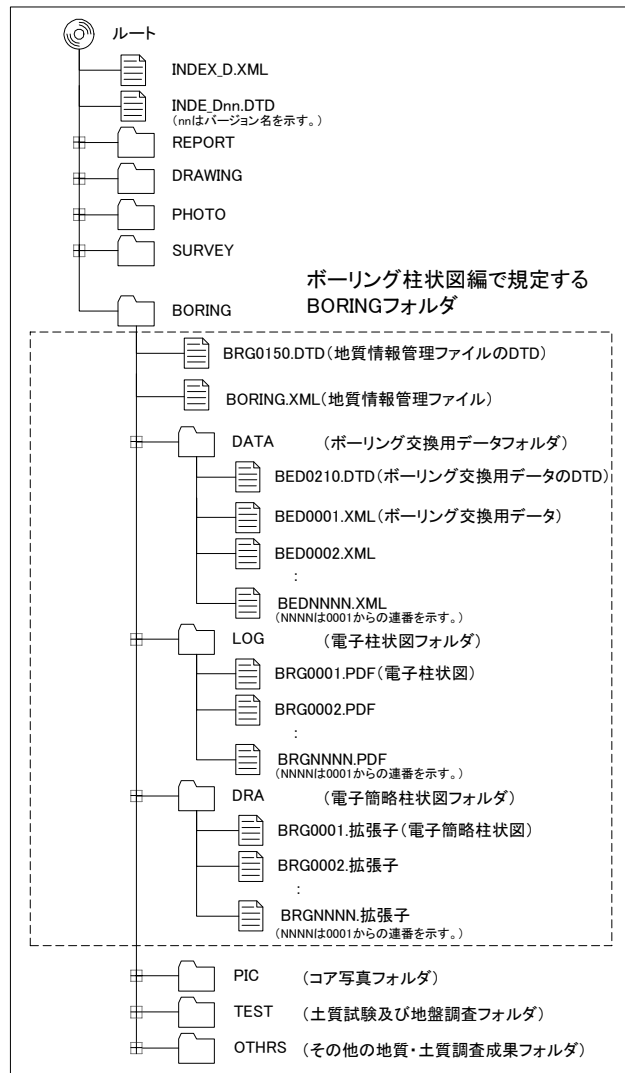 ルート
INDEX_D.XML
INDE_Dnn.DTD
(nnはバージョン名を示す。)
REPORT
DRAWING
PHOTO
SURVEY
ボーリング柱状図編で規定する
BORINGフォルダ
BORING
BRG0150.DTD(地質情報管理ファイルのDTD)
BORING.XML(地質情報管理ファイル)
DATA (ボーリング交換用データフォルダ)
BED0210.DTD(ボーリング交換用データのDTD)
BED0001.XML(ボーリング交換用データ)
BED0002.XML
:
BEDNNNN.XML
(NNNNは0001からの連番を示す。)
LOG (電子柱状図フォルダ)
BRG0001.PDF(電子柱状図)
BRG0002.PDF
:
BRGNNNN.PDF
(NNNNは0001からの連番を示す。)
DRA (電子簡略柱状図フォルダ)
BRG0001.拡張子(電子簡略柱状図)
BRG0002.拡張子
:
BRGNNNN.拡張子
(NNNNは0001からの連番を示す。)
PIC (コア写真フォルダ)
TEST (土質試験及び地盤調査フォルダ)
OTHRS (その他の地質・土質調査成果フォルダ)